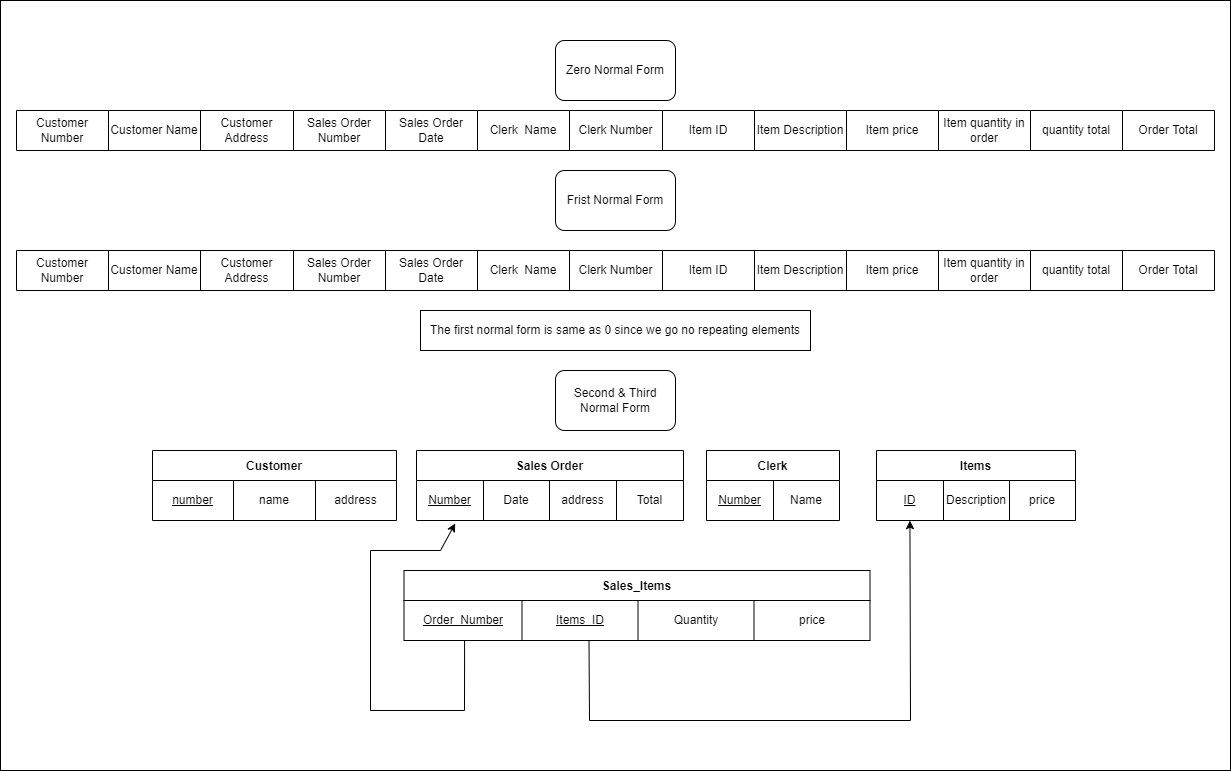 Zero Normal Form
Customer Number
Customer Name
Customer Address
Sales Order Number
Sales Order Date
Clerk  Name
Clerk Number
Item ID
Item Description
Item price
Item quantity in order
quantity total
Order Total
Frist Normal Form
Customer Number
Customer Name
Customer Address
Sales Order Number
Sales Order Date
Clerk  Name
Clerk Number
Item ID
Item Description
Item price
Item quantity in order
quantity total
Order Total
The first normal form is same as 0 since we go no repeating elements
Second & Third
Normal Form
Customer
number
name
address
Sales Order
Number
Date
address
Total
Clerk
Number
Name
Items
ID
Description
price
Sales_Items
Order_Number
Items_ID
Quantity
price